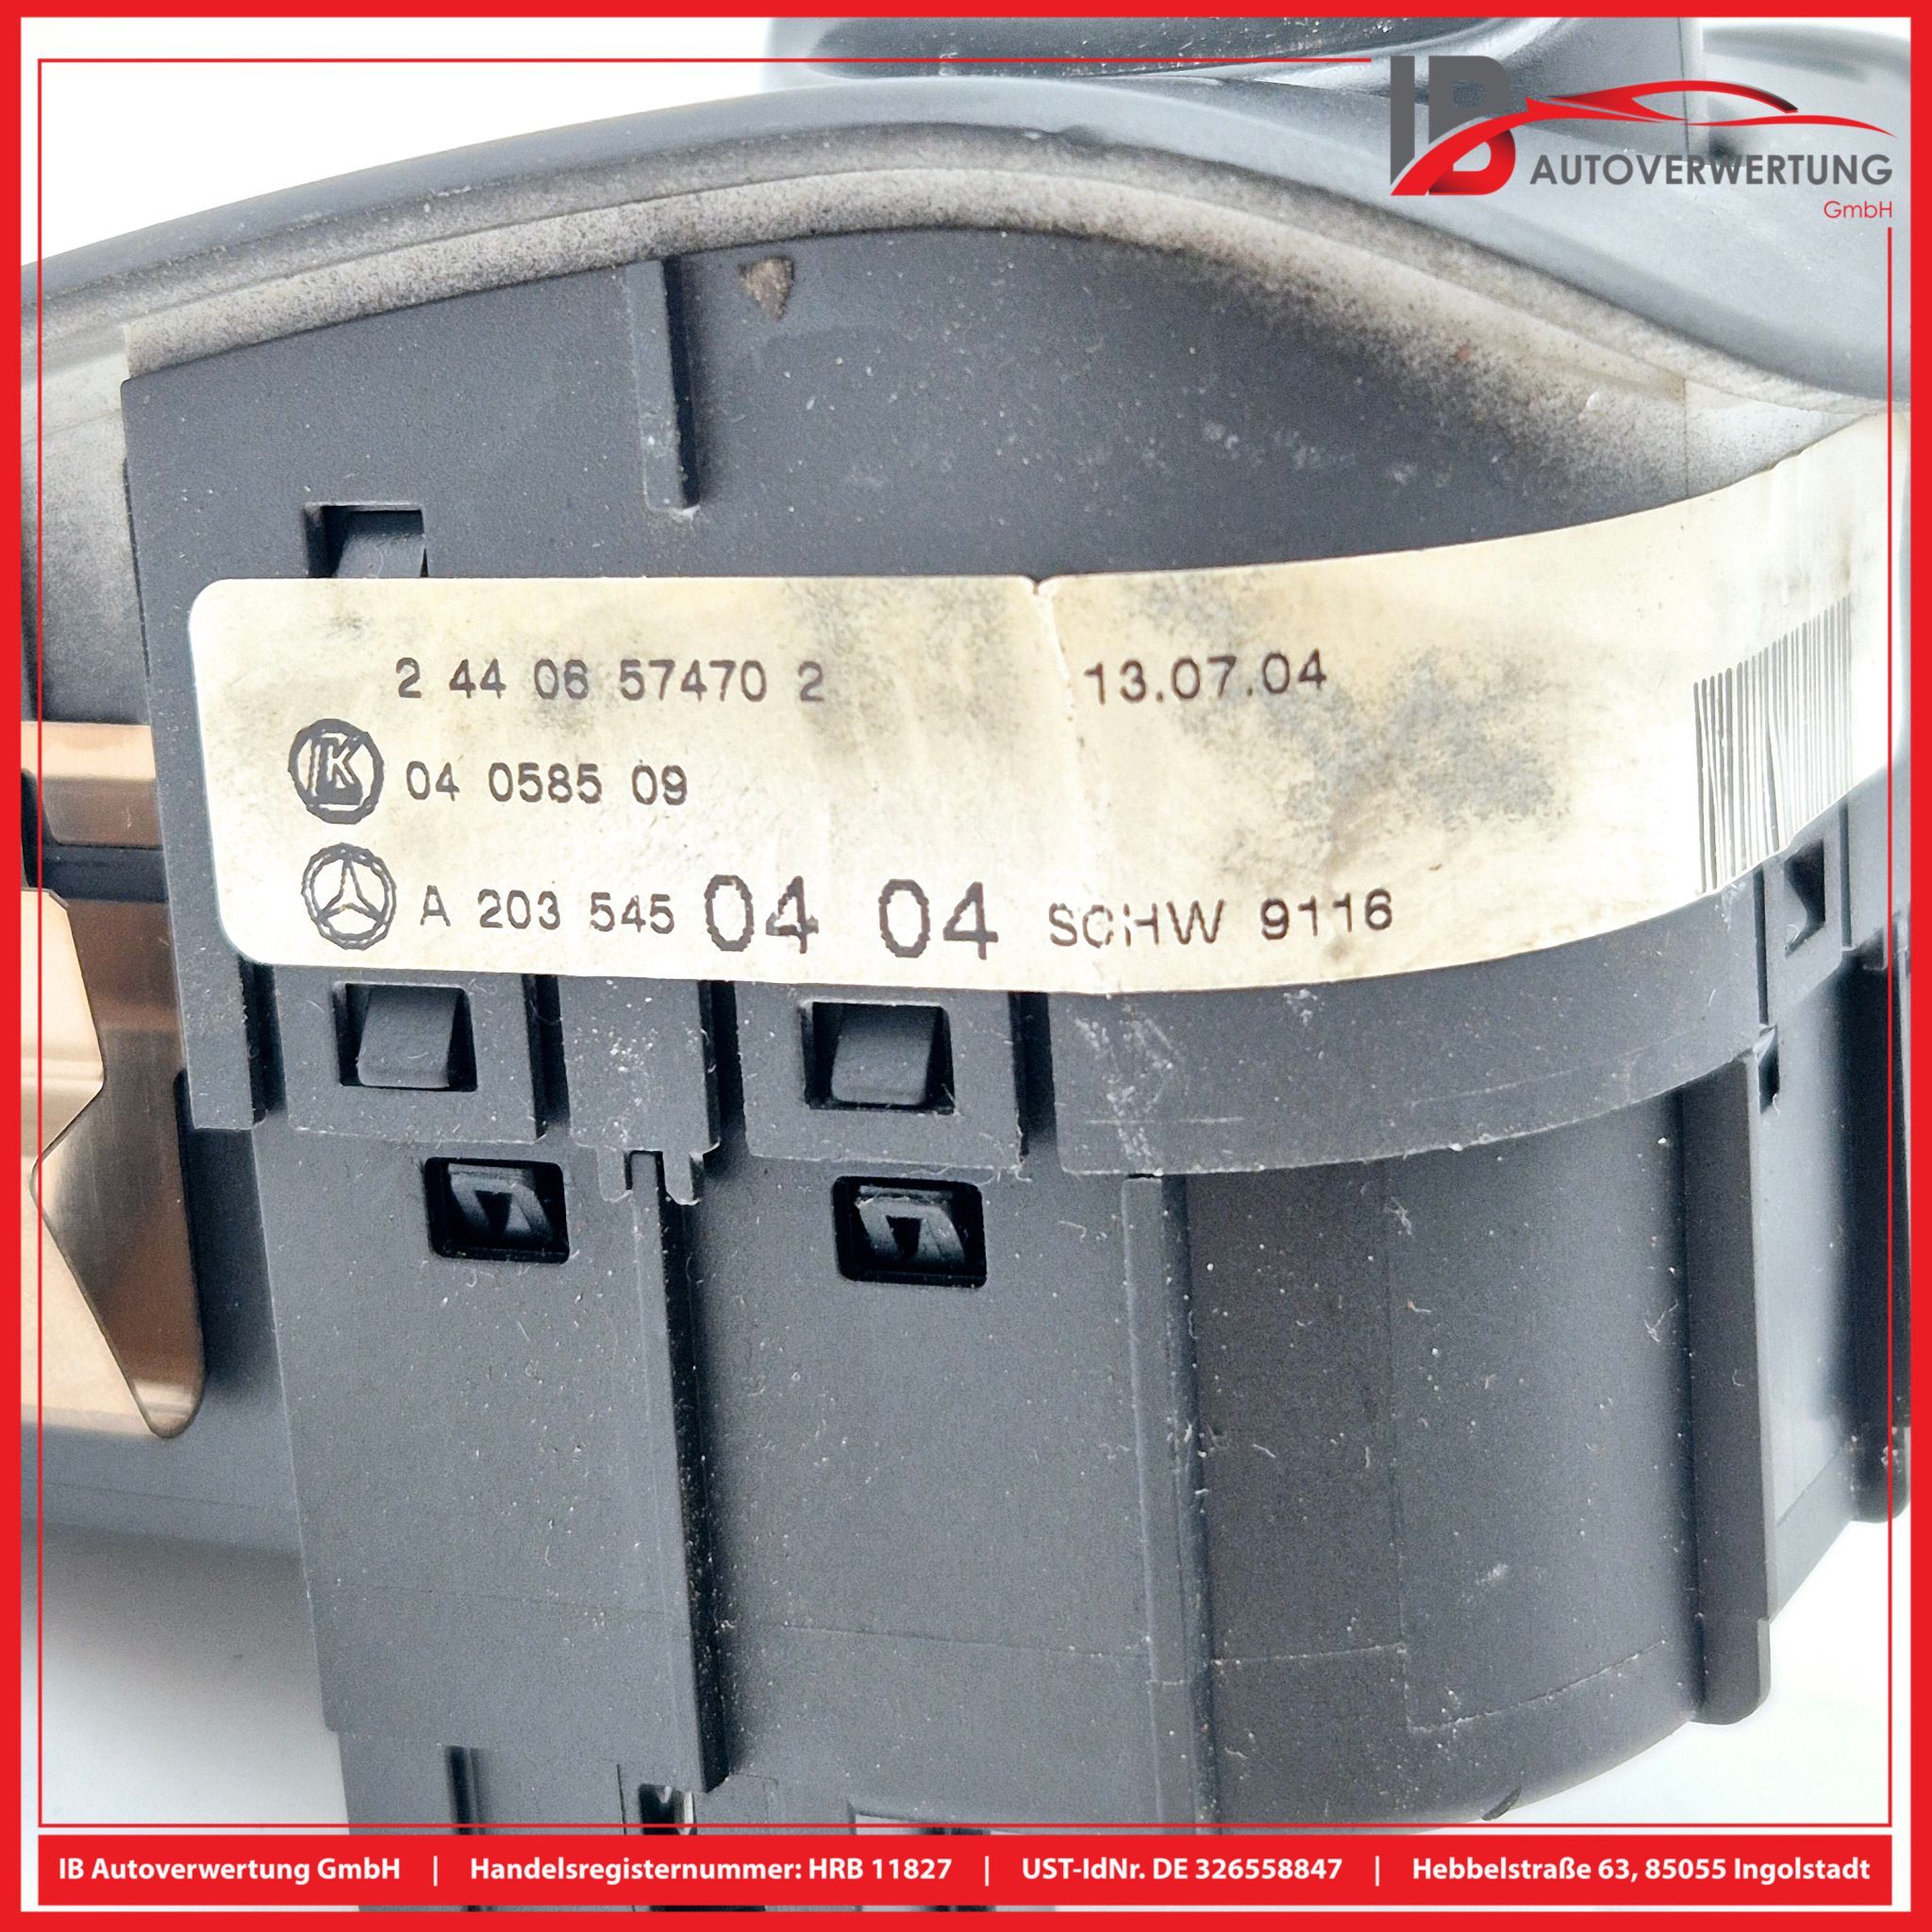 IB
AUTOVERWERTUNG
GmbH
2 44 06 57470 2 13.07.04
LK 04 0585 09
A 203 545 04 04 SCHW 9116
IB Autoverwertung GmbH | Handelsregisternummer: HRB 11827 | UST-IdNr. DE 326558847 | Hebbelstraße 63, 85055 Ingolstadt